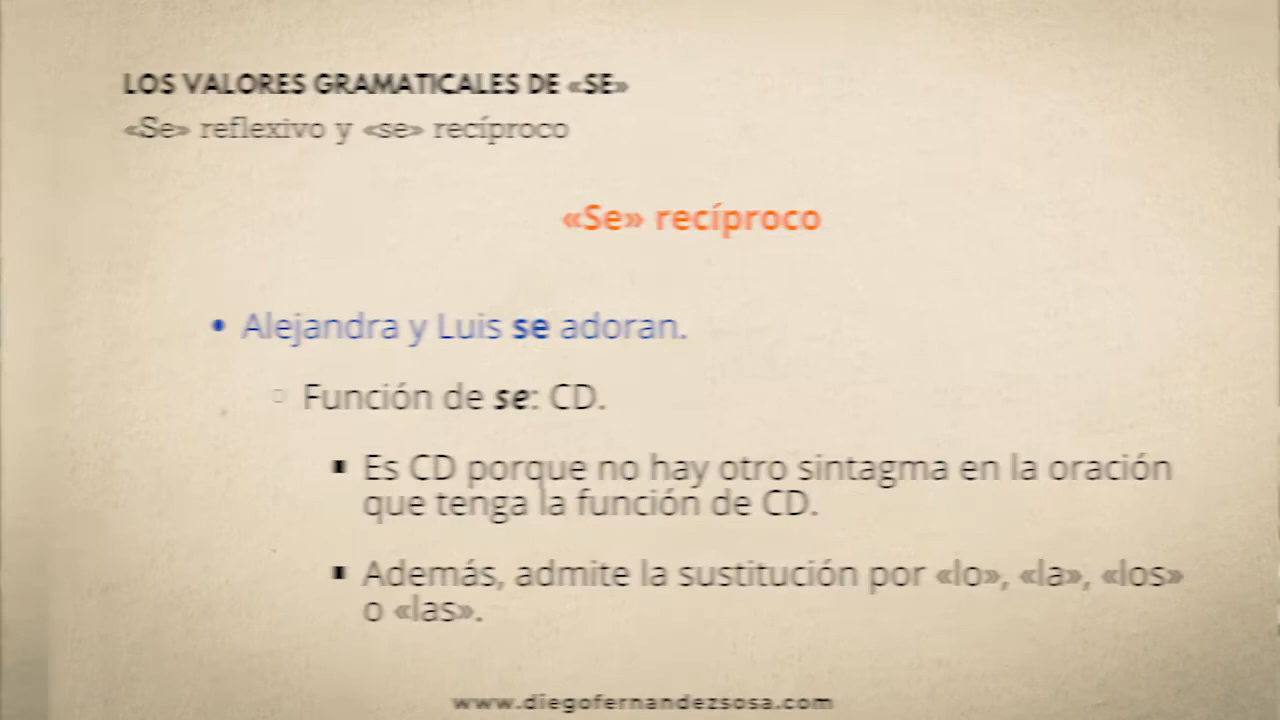 LOS VALORES GRAMATICALES DE «SE»
«Se» reflexivo y «se» recíproco
«Se» recíproco
• Alejandra y Luis se adoran.
○ Función de se: CD.
▪ Es CD porque no hay otro sintagma en la oración
que tenga la función de CD.
▪ Además, admite la sustitución por «lo», «la», «los»
o «las».
www.diegofernandezsosa.com